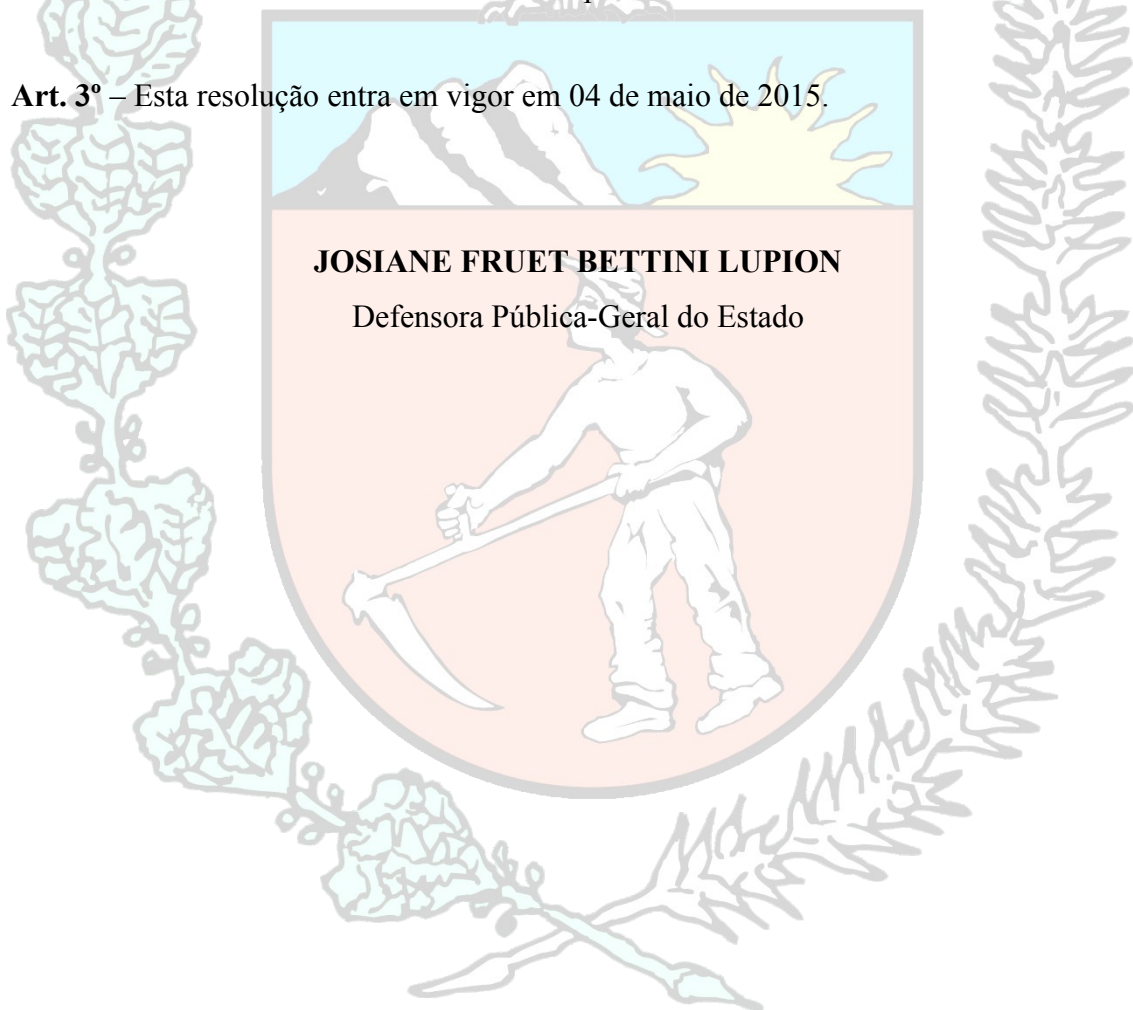 Art. 3º – Esta resolução entra em vigor em 04 de maio de 2015.
JOSIANE FRUET BETTINI LUPION
Defensora Pública-Geral do Estado